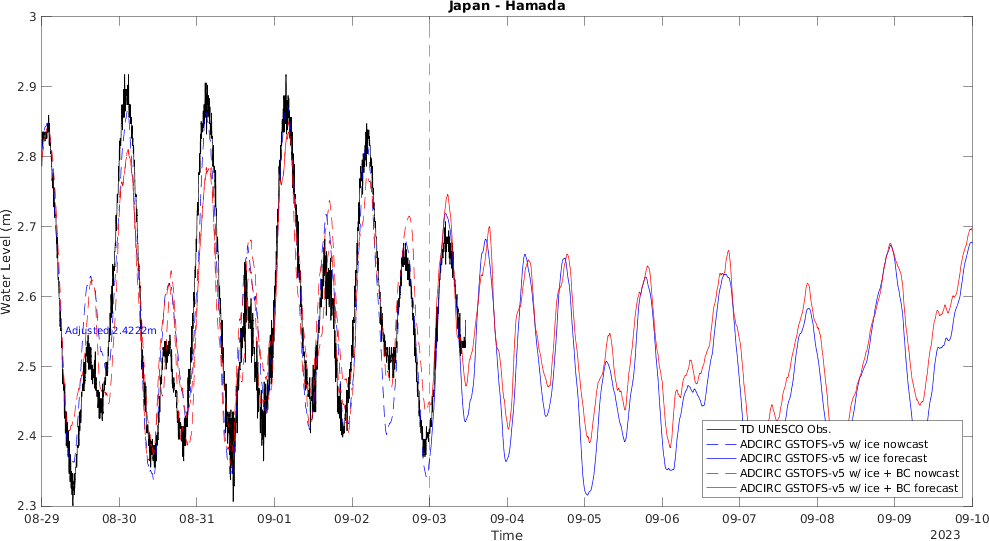 Japan - Hamada
3
2.9
2.8
2.7
2.6
2.5
2.4
2.3
Water Level (m)
Adjusted 2.4222m
TD UNESCO Obs.
ADCIRC GSTOFS-v5 w/ ice nowcast
ADCIRC GSTOFS-v5 w/ ice forecast
ADCIRC GSTOFS-v5 w/ ice + BC nowcast
ADCIRC GSTOFS-v5 w/ ice + BC forecast
08-29 08-30 08-31 09-01 09-02 09-03 09-04 09-05 09-06 09-07 09-08 09-09 09-10
Time
2023